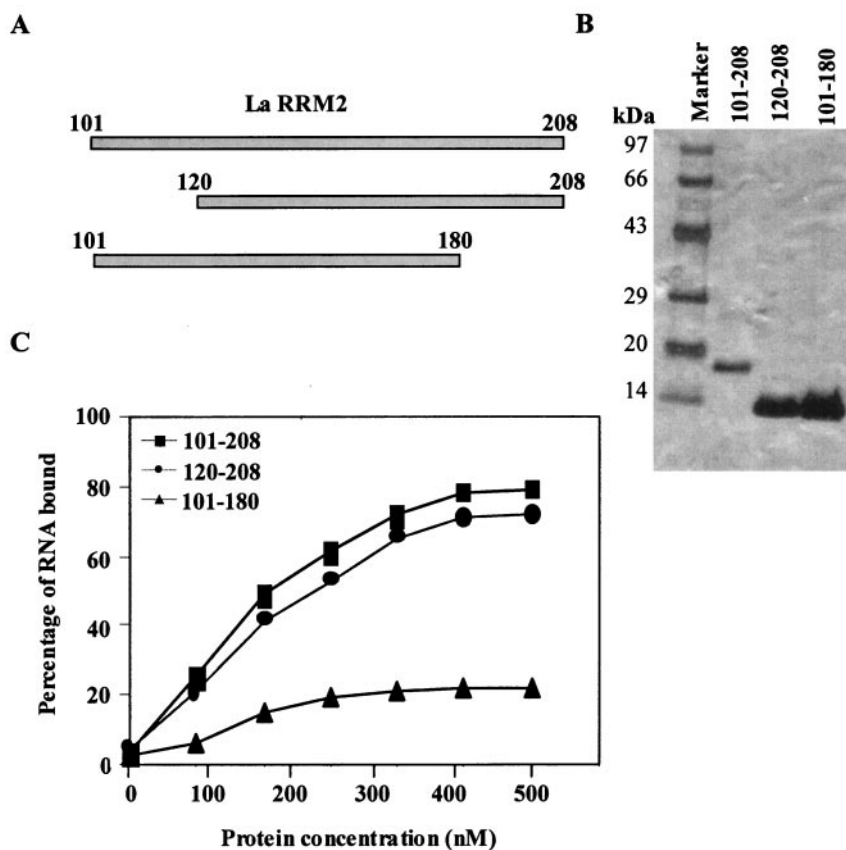 A
La RRM2
101 208
120 208
101 180
B
Marker
101-208
120-208
101-180
kDa
97
66
43
29
20
14
C
100
80
60
40
20
0
101-208
120-208
101-180
Percentage of RNA bound
0 100 200 300 400 500
Protein concentration (nM)